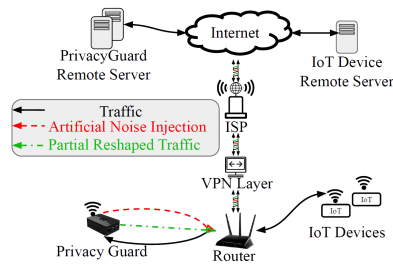 Internet
PrivacyGuard
Remote Server
IoT Device
Remote Server
Traffic
Artificial Noise Injection
Partial Reshaped Traffic
ISP
VPN Layer
IoT
IoT
Privacy Guard
Router
IoT Devices